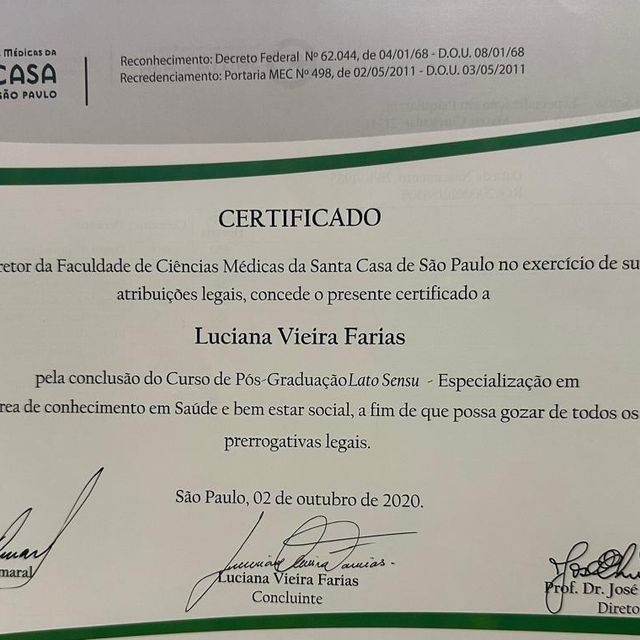 MÉDICAS DA
CASA
SÃO PAULO
Reconhecimento: Decreto Federal Nº 62.044, de 04/01/68 - D.O.U. 08/01/68
Recredenciamento: Portaria MEC Nº 498, de 02/05/2011 - D.O.U. 03/05/2011
CERTIFICADO
retor da Faculdade de Ciências Médicas da Santa Casa de São Paulo no exercício de su
atribuições legais, concede o presente certificado a
Luciana Vieira Farias
pela conclusão do Curso de Pós-Graduação Lato Sensu - Especialização em
rea de conhecimento em Saúde e bem estar social, a fim de que possa gozar de todos os
prerrogativas legais.
São Paulo, 02 de outubro de 2020.
maral
Luciana Vieira Farias
Luciana Vieira Farias
Concluinte
Prof. Dr. José
Direto